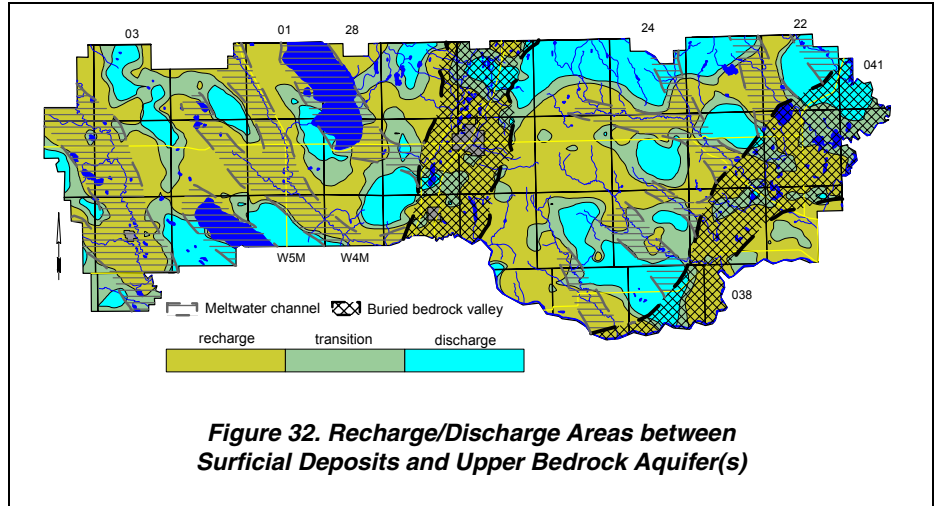 03 01 28 24 22
041
W5M W4M
038
Meltwater channel Buried bedrock valley
recharge transition discharge
Figure 32. Recharge/Discharge Areas between
Surficial Deposits and Upper Bedrock Aquifer(s)